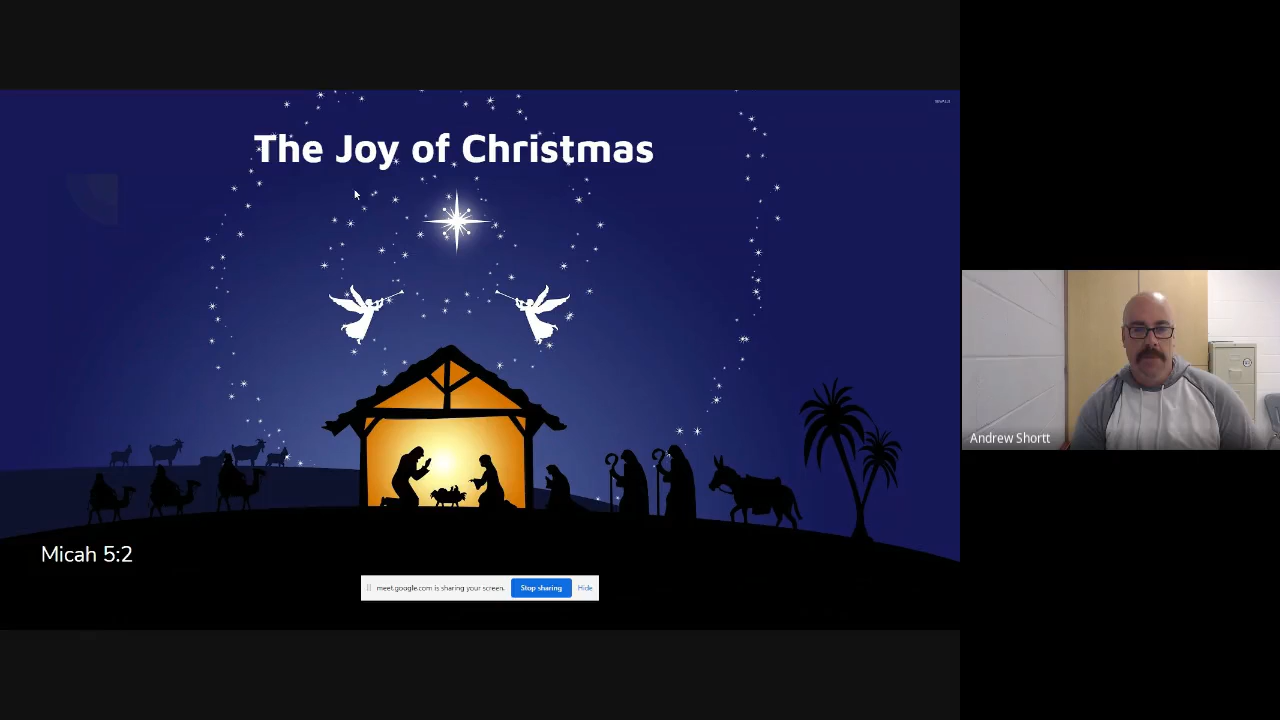 The Joy of Christmas
Micah 5:2
meet.google.com is sharing your screen. Stop sharing Hide
Andrew Shortt